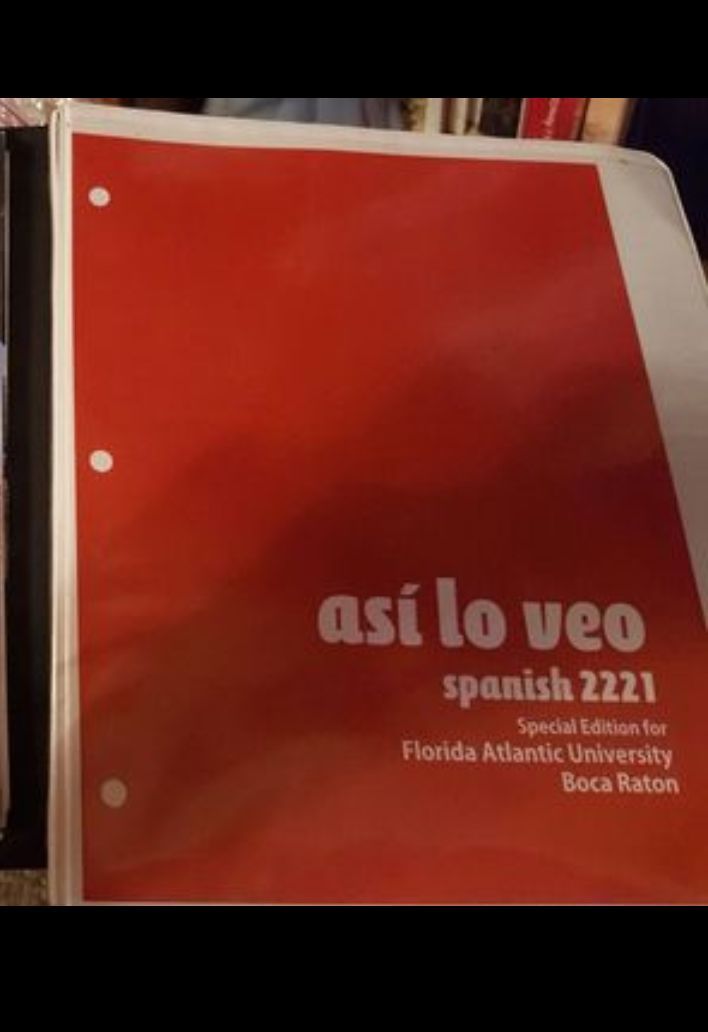 así lo veo
spanish 2221
Special Edition for
Florida Atlantic University
Boca Raton